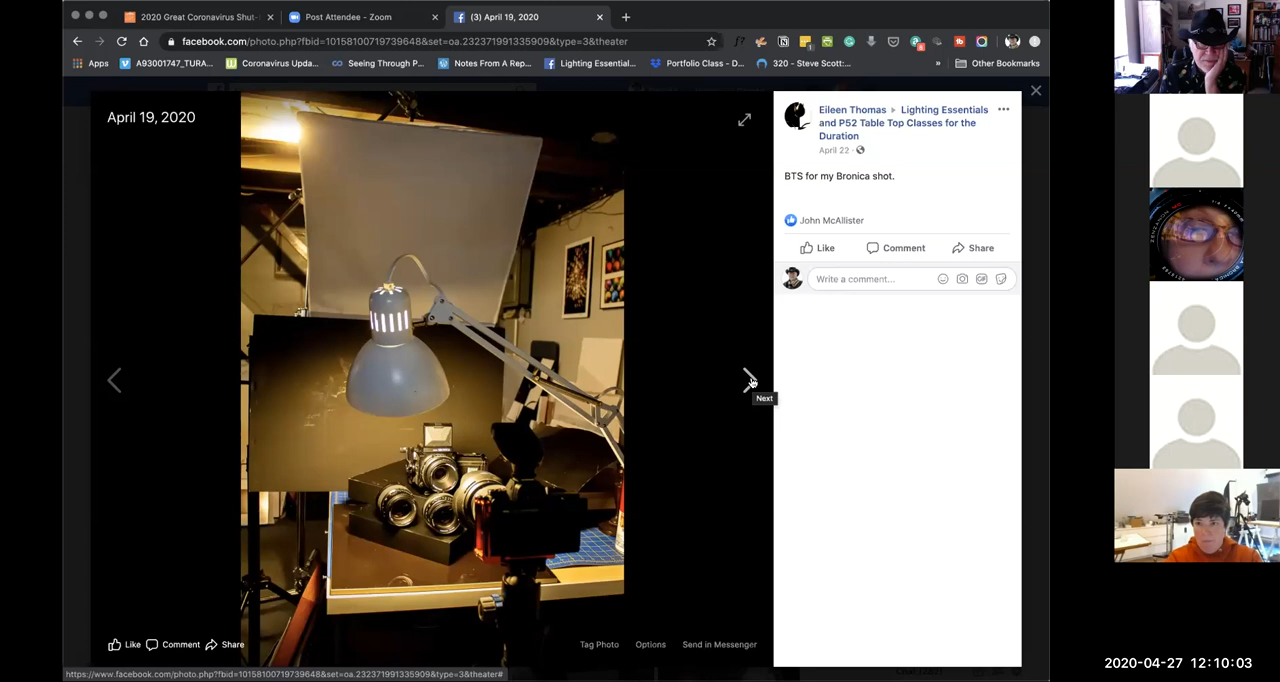 2020 Great Coronavirus Shut-
Post Attendee - Zoom
(3) April 19, 2020
facebook.com/photo.php?fbid=10158100719739648&set=oa.232371991335909&type=3&theater
Apps
A93001747_TURA...
Coronavirus Upda...
Seeing Through P...
Notes From A Rep...
Lighting Essential...
Portfolio Class - D...
320 - Steve Scott:...
»
Other Bookmarks
April 19, 2020
Eileen Thomas ▸ Lighting Essentials
and P52 Table Top Classes for the
Duration
April 22 ·
BTS for my Bronica shot.
John McAllister
Like Comment Share
Write a comment...
GIF
Next
Like Comment Share
Tag Photo Options Send in Messenger
https://www.facebook.com/photo.php?fbid=10158100719739648&set=oa.232371991335909&type=3&theater#
2020-04-27 12:10:03